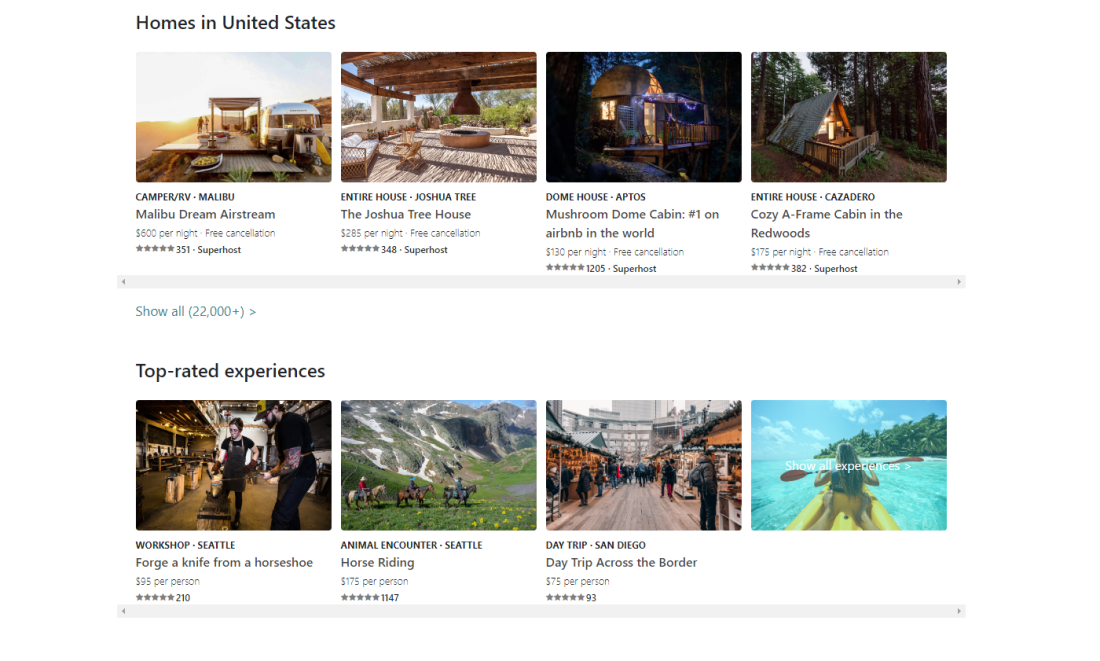 Homes in United States
CAMPER/RV · MALIBU
Malibu Dream Airstream
$600 per night · Free cancellation
★★★★★ 351 · Superhost
ENTIRE HOUSE · JOSHUA TREE
The Joshua Tree House
$285 per night · Free cancellation
★★★★★ 348 · Superhost
DOME HOUSE · APTOS
Mushroom Dome Cabin: #1 on
airbnb in the world
$130 per night · Free cancellation
★★★★★ 1205 · Superhost
ENTIRE HOUSE · CAZADERO
Cozy A-Frame Cabin in the
Redwoods
$175 per night · Free cancellation
★★★★★ 382 · Superhost
Show all (22,000+) >
Top-rated experiences
WORKSHOP · SEATTLE
Forge a knife from a horseshoe
$95 per person
★★★★★ 210
ANIMAL ENCOUNTER · SEATTLE
Horse Riding
$175 per person
★★★★★ 1147
DAY TRIP · SAN DIEGO
Day Trip Across the Border
$75 per person
★★★★★ 93
Show all experiences >